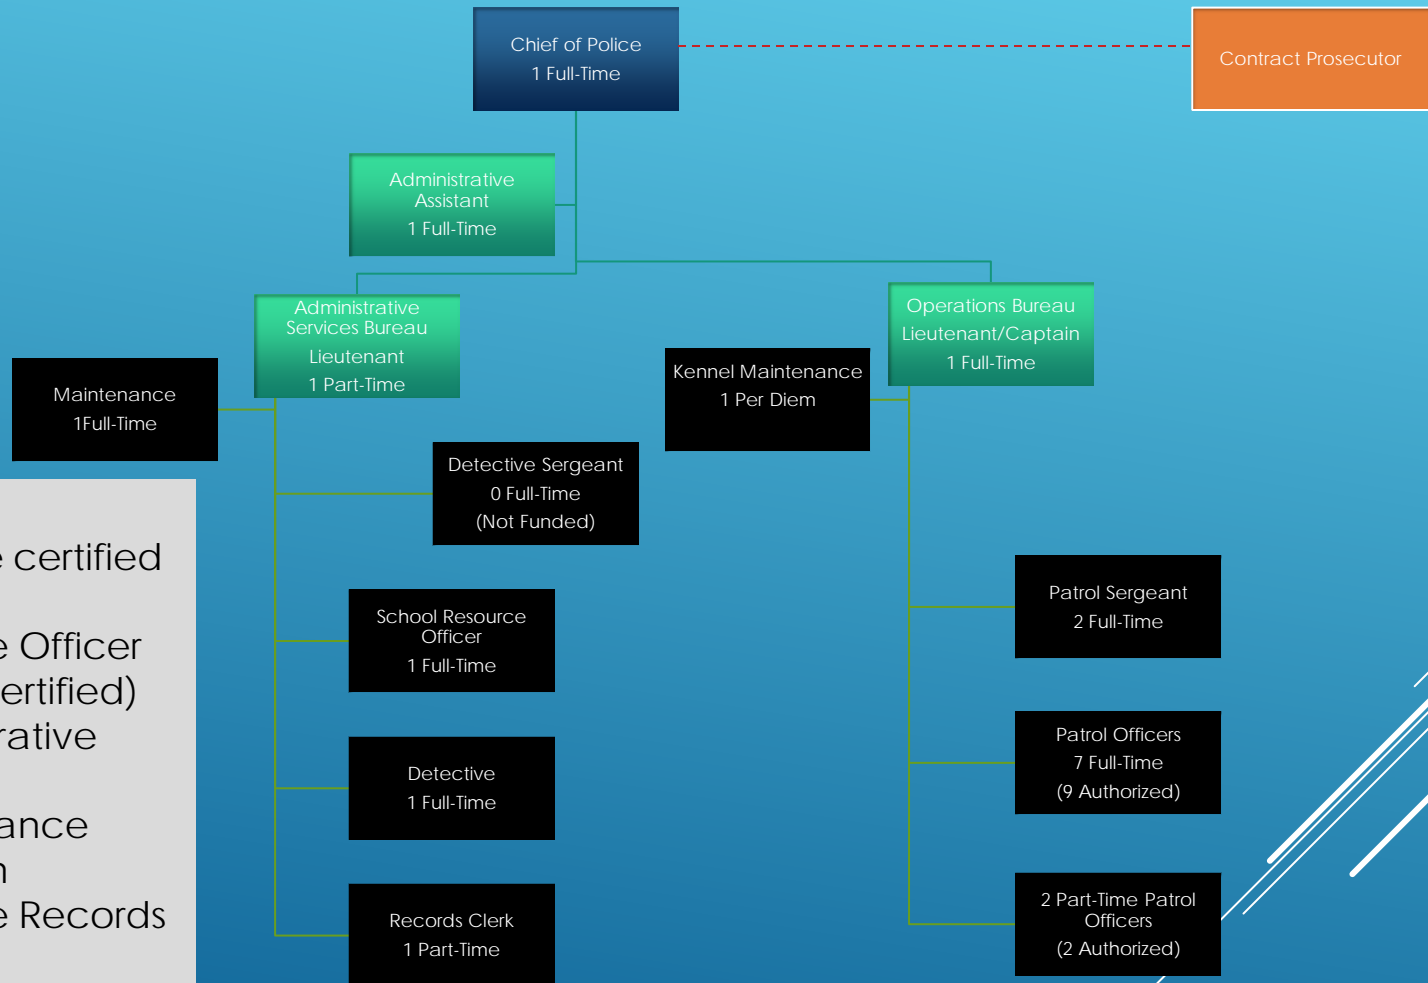 Chief of Police
1 Full-Time
Contract Prosecutor
Administrative
Assistant
1 Full-Time
Administrative
Services Bureau
Lieutenant
1 Part-Time
Operations Bureau
Lieutenant/Captain
1 Full-Time
Maintenance
1Full-Time
Kennel Maintenance
1 Per Diem
Detective Sergeant
0 Full-Time
(Not Funded)
School Resource
Officer
1 Full-Time
Detective
1 Full-Time
Records Clerk
1 Part-Time
Patrol Sergeant
2 Full-Time
Patrol Officers
7 Full-Time
(9 Authorized)
2 Part-Time Patrol
Officers
(2 Authorized)
certified
Officer
Records